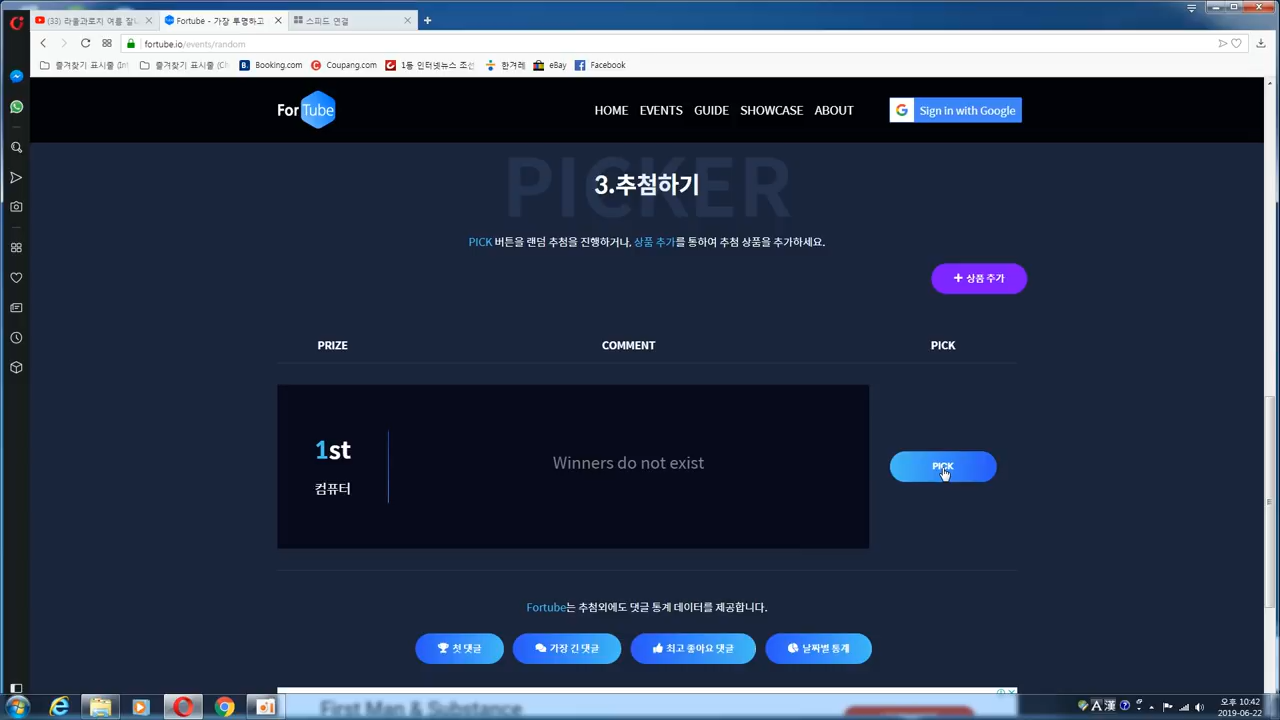 (33) 라울과로치 여름 잡
Fortube - 가장 투명하고
스피드 연결
fortube.io/events/random
즐겨찾기 표시줄 (In
즐겨찾기 표시줄 (Ch
Booking.com
Coupang.com
1등 인터넷뉴스 조선
한겨레
eBay
Facebook
For Tube
HOME EVENTS GUIDE SHOWCASE ABOUT
Sign in with Google
PICKER
3.추첨하기
PICK 버튼을 랜덤 추첨을 진행하거나, 상품 추가를 통하여 추첨 상품을 추가하세요.
+ 상품 추가
PRIZE COMMENT PICK
1st
컴퓨터
Winners do not exist
PICK
Fortube는 추첨외에도 댓글 통계 데이터를 제공합니다.
첫 댓글
가장 긴 댓글
최고 좋아요 댓글
날짜별 통계
First Man & Substance
A 漢
오후 10:42
2019-06-22